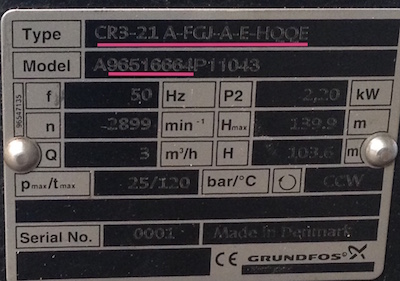 Type CR3-21 A-FGJ-A-E-HQQE
Model A96516664P11043
f 50 Hz P2 2,20 kW
n 2899 min⁻¹ Hmax 139.9 m
Q 3 m³/h H 103.6 m
pmax/tmax 25/120 bar/°C CCW
Serial No. 0001 Made in Denmark
CE GRUNDFOS X
96547135